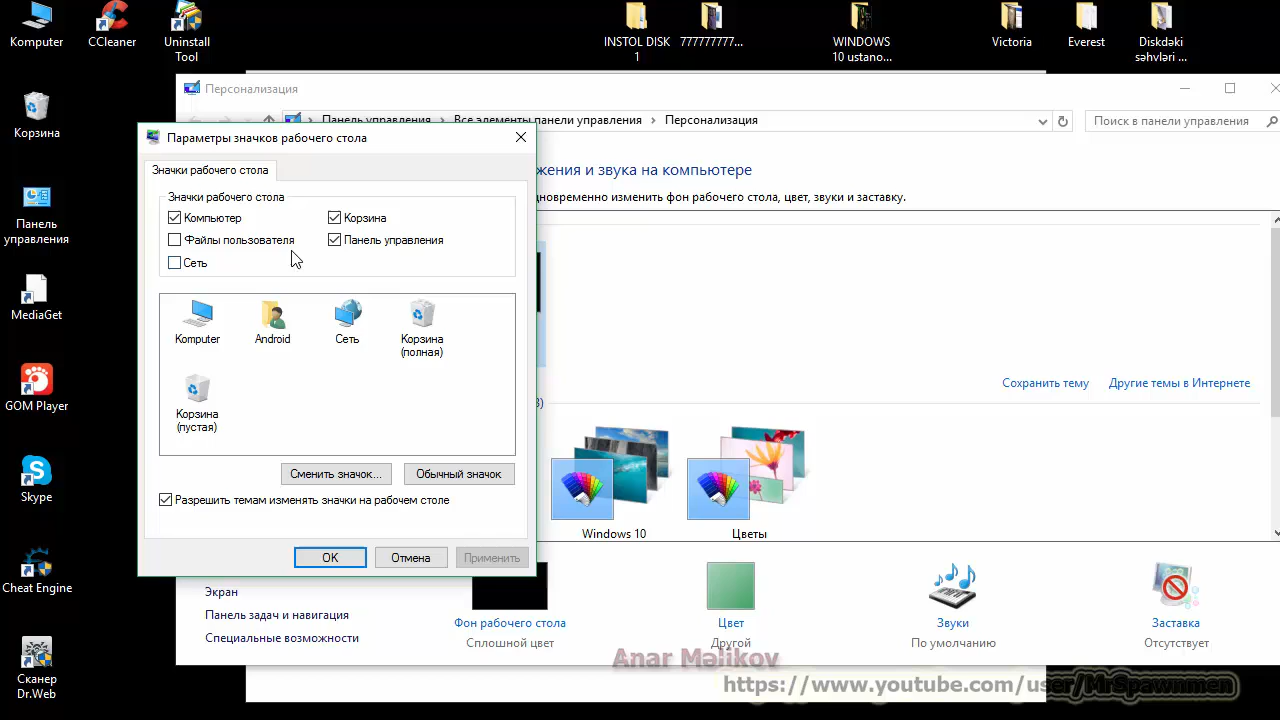 Komputer
CCleaner
Uninstall
Tool
INSTOL DISK
1
777777777...
WINDOWS
10 ustano...
Victoria
Everest
Diskdəki
səhvləri ...
Корзина
Панель
управления
MediaGet
GOM Player
Skype
Cheat Engine
Сканер
Dr.Web
Персонализация
Панель управления
Все элементы панели управления
Персонализация
Поиск в панели управления
жения и звука на компьютере
дновременно изменить фон рабочего стола, цвет, звуки и заставку.
Сохранить тему
Другие темы в Интернете
3)
Windows 10
Цветы
Экран
Панель задач и навигация
Специальные возможности
Фон рабочего стола
Сплошной цвет
Цвет
Другой
Звуки
По умолчанию
Заставка
Отсутствует
Параметры значков рабочего стола
Значки рабочего стола
Значки рабочего стола
Компьютер
Корзина
Файлы пользователя
Панель управления
Сеть
Komputer
Android
Сеть
Корзина
(полная)
Корзина
(пустая)
Сменить значок...
Обычный значок
Разрешить темам изменять значки на рабочем столе
OK
Отмена
Применить
Anar Məlikov
https://www.youtube.com/user/MrSpawnmen